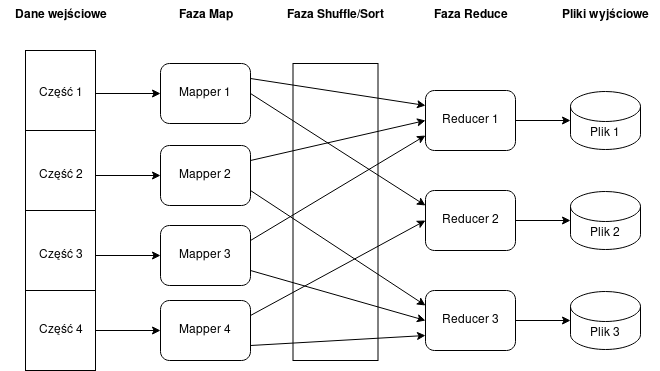 Dane wejściowe Faza Map Faza Shuffle/Sort Faza Reduce Pliki wyjściowe
Część 1 Mapper 1 Reducer 1 Plik 1
Część 2 Mapper 2 Reducer 2 Plik 2
Część 3 Mapper 3 Reducer 3 Plik 3
Część 4 Mapper 4